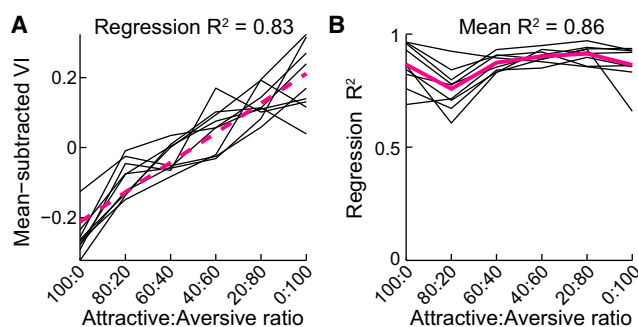 A
Regression R² = 0.83
Mean−subtracted VI
0.2
0
−0.2
100:0
80:20
60:40
40:60
20:80
0:100
Attractive:Aversive ratio
B
Mean R² = 0.86
Regression R²
1
0.5
0
100:0
80:20
60:40
40:60
20:80
0:100
Attractive:Aversive ratio